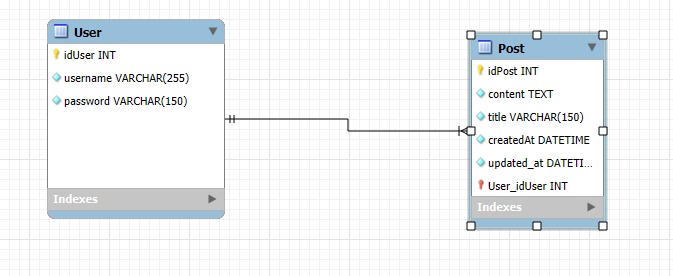 User
idUser INT
username VARCHAR(255)
password VARCHAR(150)
Indexes
Post
idPost INT
content TEXT
title VARCHAR(150)
createdAt DATETIME
updated_at DATETI...
User_idUser INT
Indexes